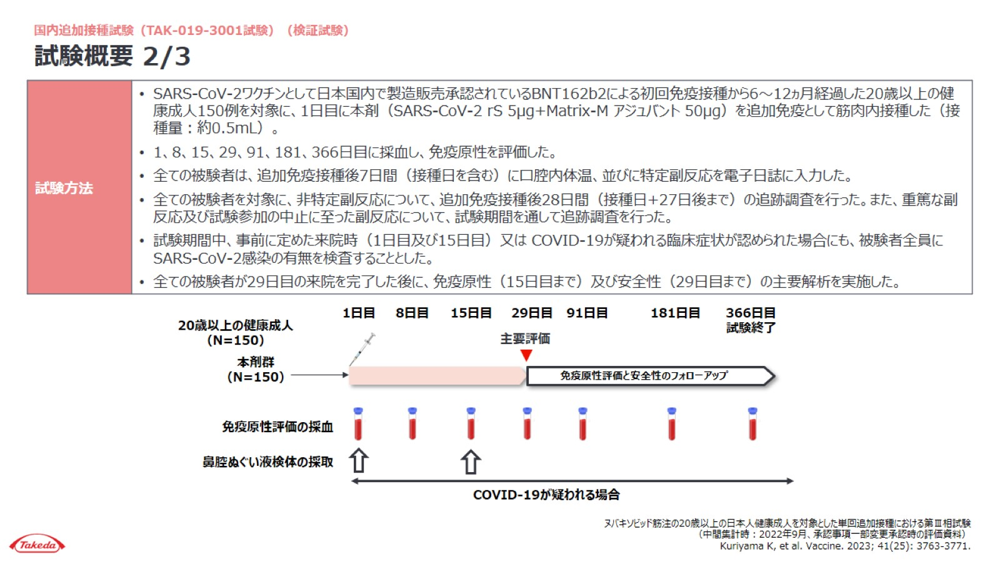 国内追加接種試験（TAK-019-3001試験）（検証試験）
試験概要 2/3
試験方法
• SARS-CoV-2ワクチンとして日本国内で製造販売承認されているBNT162b2による初回免疫接種から6～12ヵ月経過した20歳以上の健
康成人150例を対象に、1日目に本剤（SARS-CoV-2 rS 5μg+Matrix-M アジュバント 50μg）を追加免疫として筋肉内接種した（接
種量：約0.5mL）。
• 1、8、15、29、91、181、366日目に採血し、免疫原性を評価した。
• 全ての被験者は、追加免疫接種後7日間（接種日を含む）に口腔内体温、並びに特定副反応を電子日誌に入力した。
• 全ての被験者を対象に、非特定副反応について、追加免疫接種後28日間（接種日+27日後まで）の追跡調査を行った。また、重篤な副
反応及び試験参加の中止に至った副反応について、試験期間を通して追跡調査を行った。
• 試験期間中、事前に定めた来院時（1日目及び15日目）又は COVID-19が疑われる臨床症状が認められた場合にも、被験者全員に
SARS-CoV-2感染の有無を検査することとした。
• 全ての被験者が29日目の来院を完了した後に、免疫原性（15日目まで）及び安全性（29日目まで）の主要解析を実施した。
1日目 8日目 15日目 29日目 91日目 181日目 366日目
試験終了
20歳以上の健康成人
（N=150）
主要評価
本剤群
（N=150）
免疫原性評価と安全性のフォローアップ
免疫原性評価の採血
鼻腔ぬぐい液検体の採取
COVID-19が疑われる場合
ヌバキソビッド筋注の20歳以上の日本人健康成人を対象とした単回追加接種における第Ⅲ相試験
（中間集計時：2022年9月、承認事項一部変更承認時の評価資料）
Kuriyama K, et al. Vaccine. 2023; 41(25): 3763-3771.
Takeda